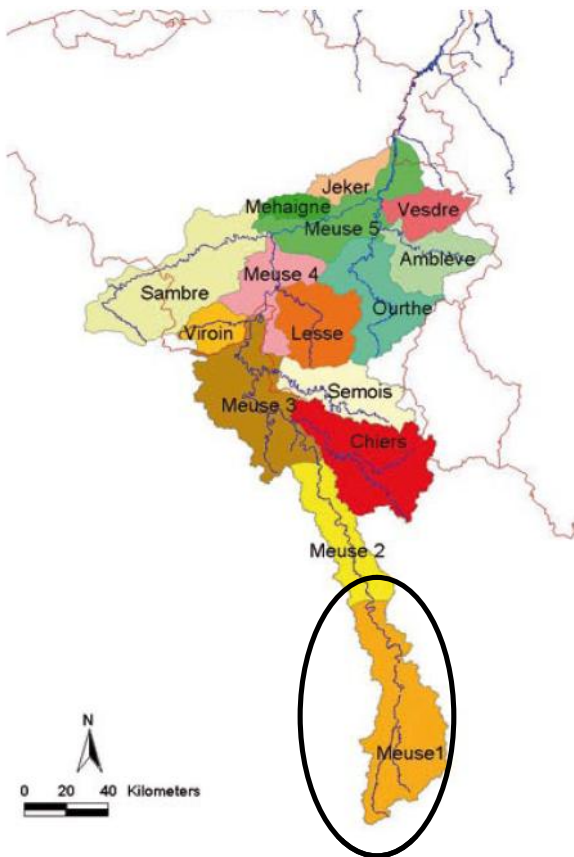 Jeker
Mehaigne
Vesdre
Meuse 5
Amblève
Meuse 4
Sambre
Ourthe
Viroin
Lesse
Semois
Meuse 3
Chiers
Meuse 2
N
Meuse1
0 20 40 Kilometers